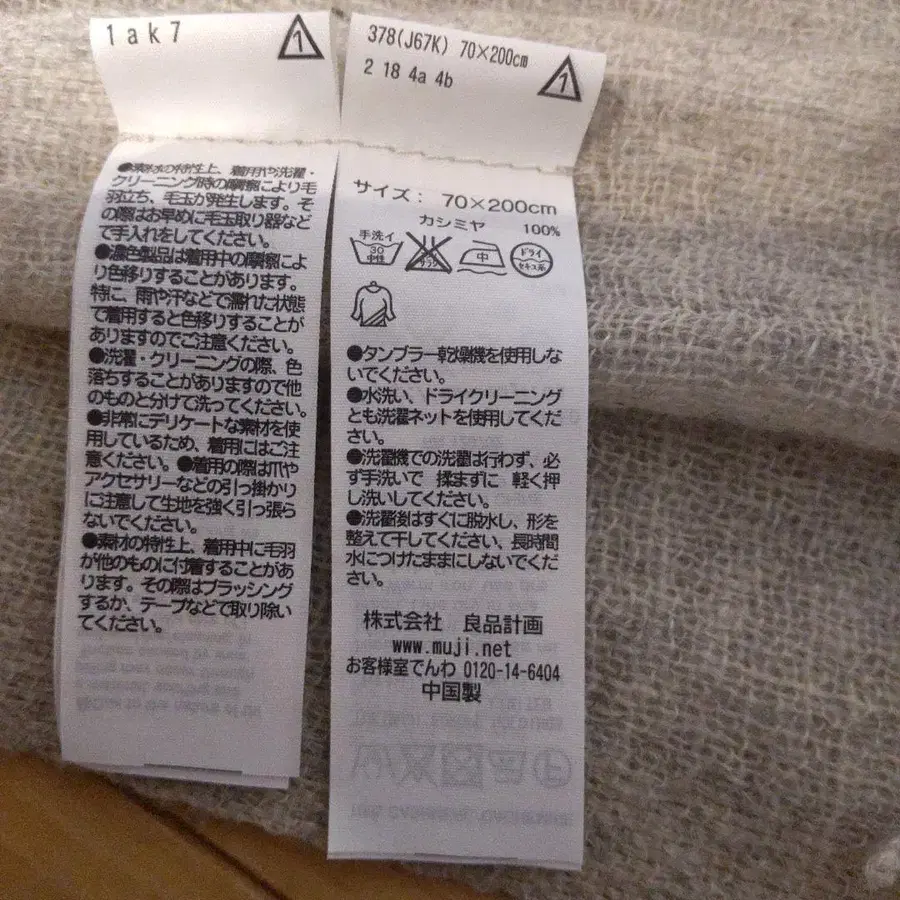 1ak7
1
●素材の特性上、着用や洗濯・
クリーニング時の摩擦により毛
羽立ち、毛玉が発生します。そ
の際はお早めに毛玉取り器など
で手入れをしてください。
●濃色製品は着用中の摩擦によ
り色移りすることがあります。
特に、雨や汗などで濡れた状態
で着用すると色移りすることが
ありますのでご注意ください。
●洗濯・クリーニングの際、色
落ちすることがありますので他
のものと分けて洗ってください。
●非常にデリケートな素材を使
用しているため、着用にはご注
意ください。●着用の際は爪や
アクセサリーなどの引っ掛かり
に注意して生地を強く引っ張ら
ないでください。
●素材の特性上、着用中に毛羽
が他のものに付着することがあ
ります。その際はブラッシング
するか、テープなどで取り除い
てください。
378(J67K) 70×200cm
2 18 4a 4b
1
サイズ： 70×200cm
カシミヤ 100%
手洗イ
30
中性
中
ドライ
セキユ系
●タンブラー乾燥機を使用しな
いでください。
●水洗い、ドライクリーニング
とも洗濯ネットを使用してくだ
さい。
●洗濯機での洗濯は行わず、必
ず手洗いで 揉まずに 軽く押
し洗いしてください。
●洗濯後はすぐに脱水し、形を
整えて干してください、長時間
水につけたままにしないでくだ
さい。
株式会社 良品計画
www.muji.net
お客様室でんわ 0120-14-6404
中国製